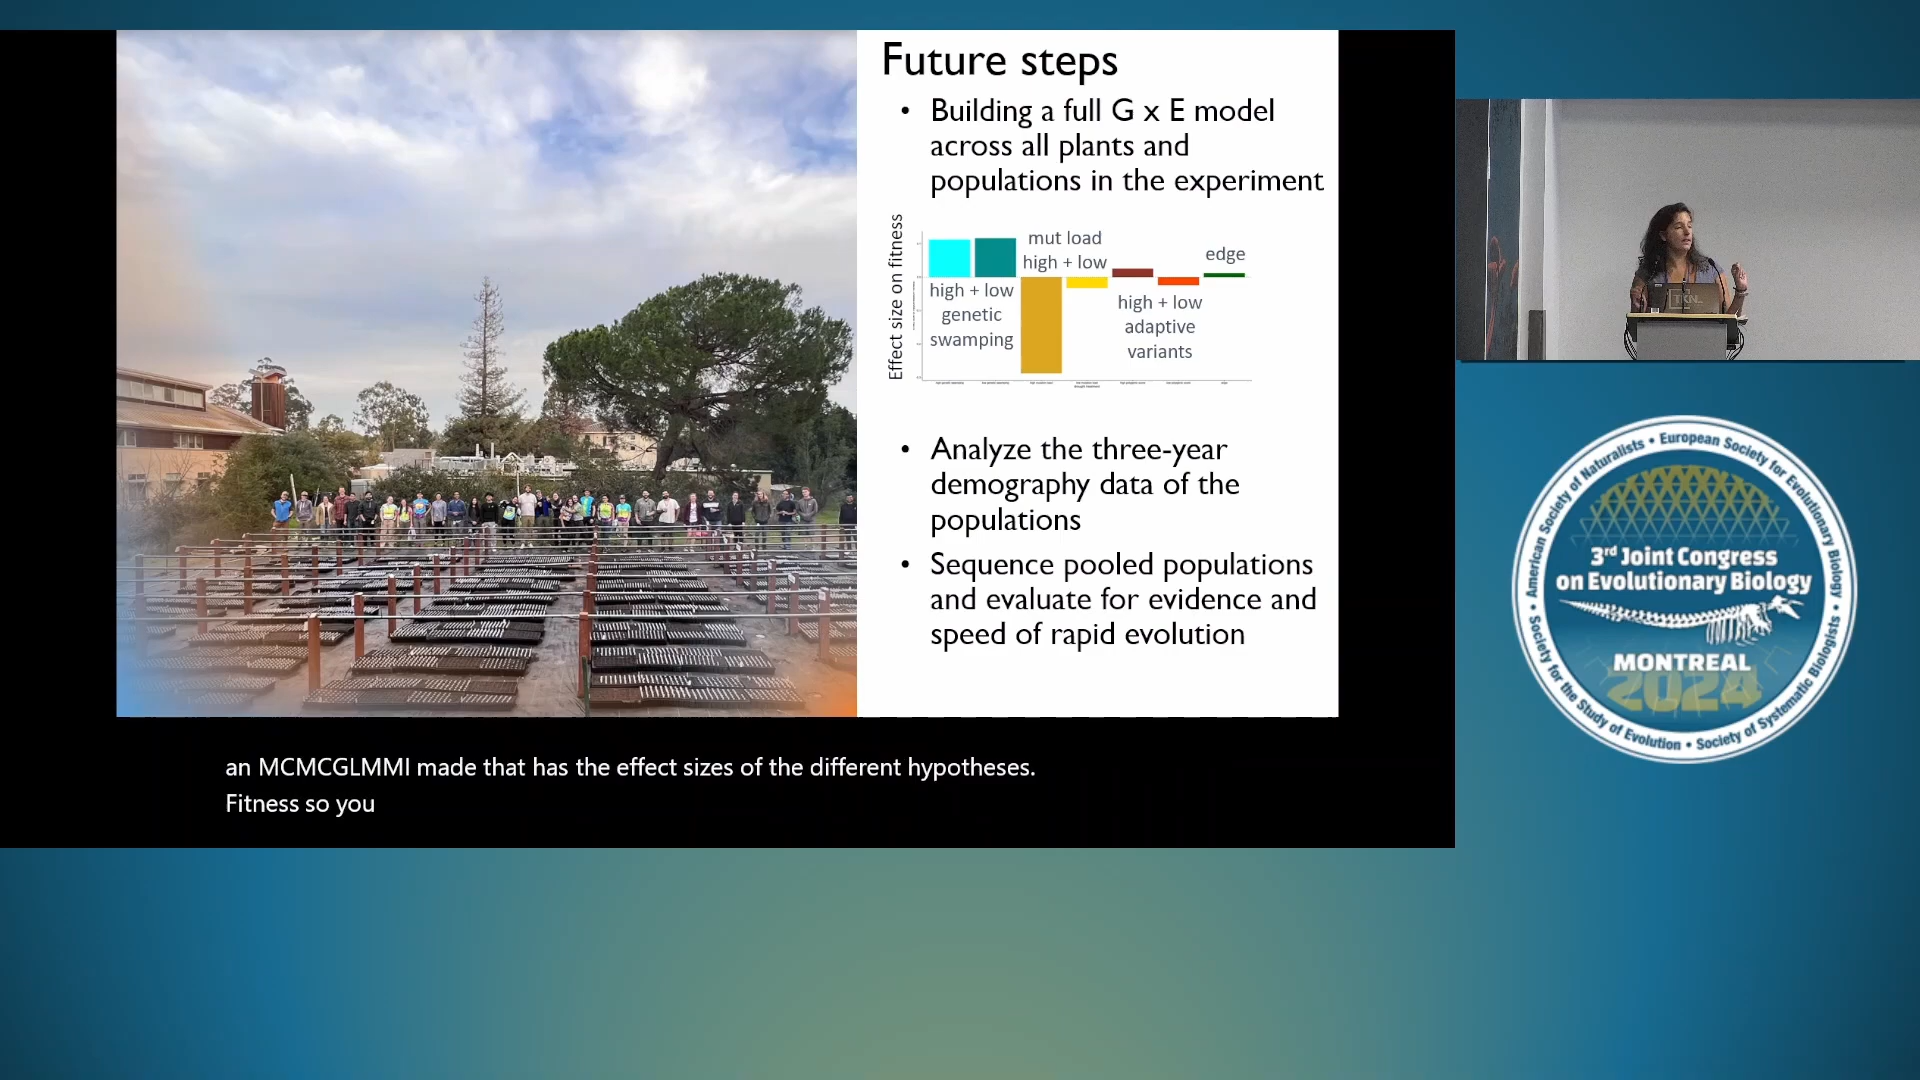 Future steps
• Building a full G x E model
across all plants and
populations in the experiment
Effect size on fitness
mut load
high + low
edge
high + low
genetic
swamping
high + low
adaptive
variants
• Analyze the three-year
demography data of the
populations
• Sequence pooled populations
and evaluate for evidence and
speed of rapid evolution
an MCMCGLMMI made that has the effect sizes of the different hypotheses.
Fitness so you
American Society of Naturalists • European Society for Evolutionary Biology • Society of Systematic Biologists • Society for the Study of Evolution •
3rd Joint Congress
on Evolutionary Biology
MONTREAL
2024